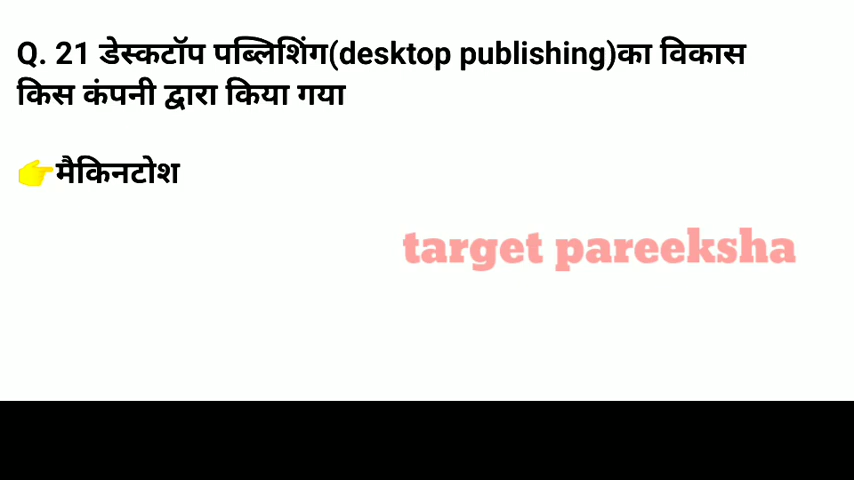 Q. 21 डेस्कटॉप पब्लिशिंग(desktop publishing)का विकास
किस कंपनी द्वारा किया गया
👉मैकिनटोश
target pareeksha